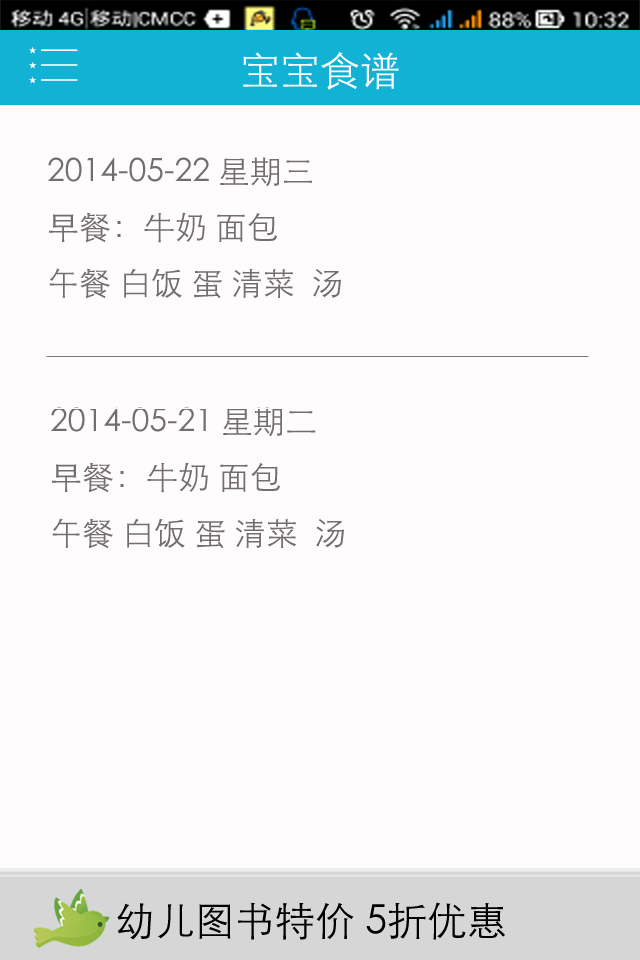 移动 4G|移动|CMCC 88% 10:32
宝宝食谱
2014-05-22 星期三
早餐：牛奶 面包
午餐 白饭 蛋 清菜 汤
2014-05-21 星期二
早餐：牛奶 面包
午餐 白饭 蛋 清菜 汤
幼儿图书特价 5折优惠